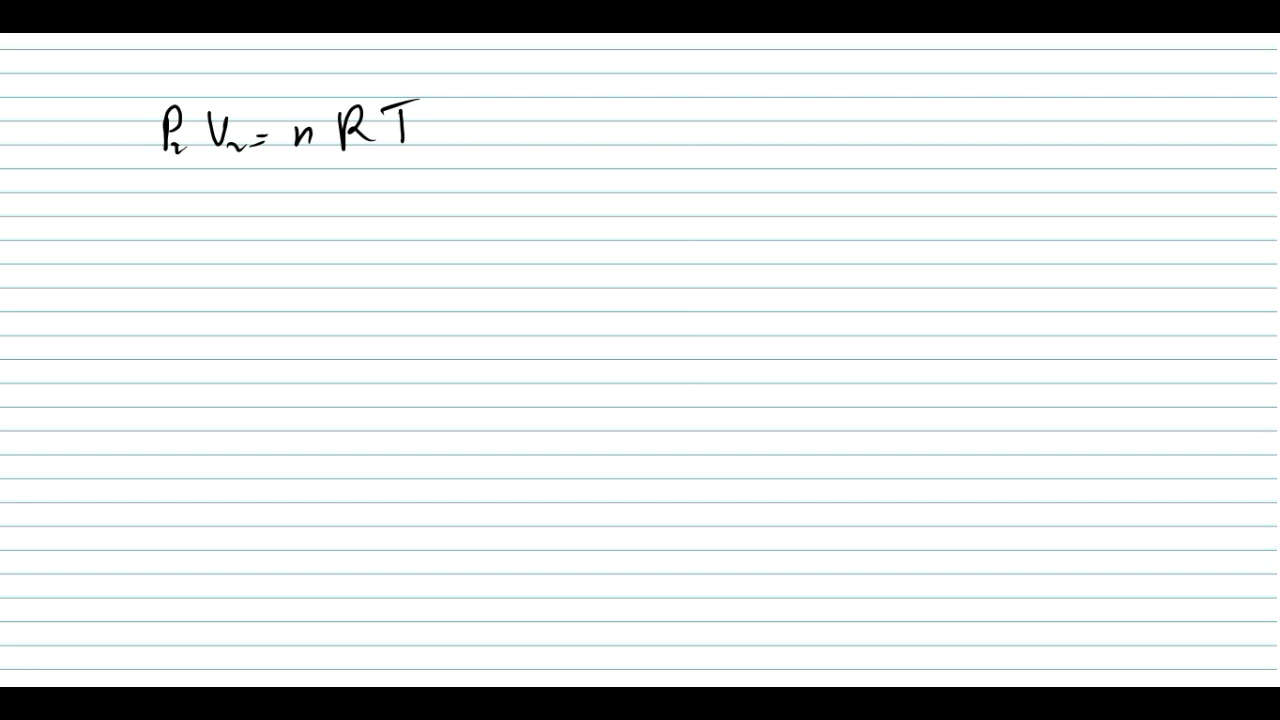 P₂ V₂ = n R T